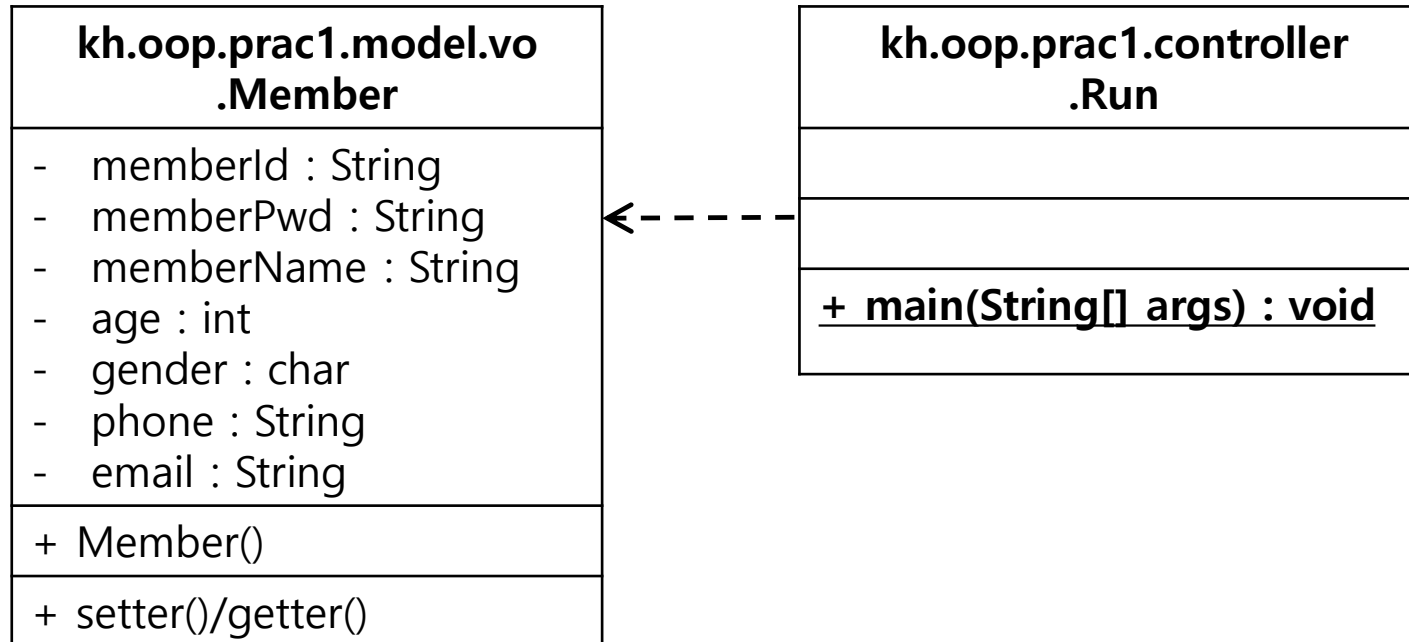 kh.oop.prac1.model.vo
.Member
- memberId : String
- memberPwd : String
- memberName : String
- age : int
- gender : char
- phone : String
- email : String
+ Member()
+ setter()/getter()
kh.oop.prac1.controller
.Run
+ main(String[] args) : void